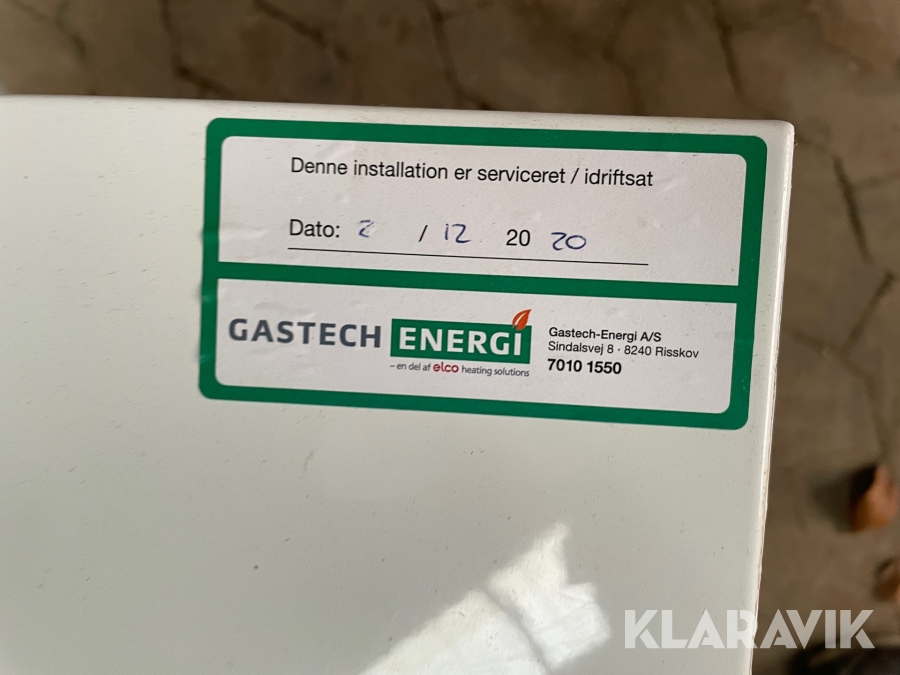 Denne installation er serviceret / idriftsat
Dato: 2 / 12 20 20
GASTECH ENERGI
– en del af elco heating solutions
Gastech-Energi A/S
Sindalsvej 8 · 8240 Risskov
7010 1550
KLARAVIK